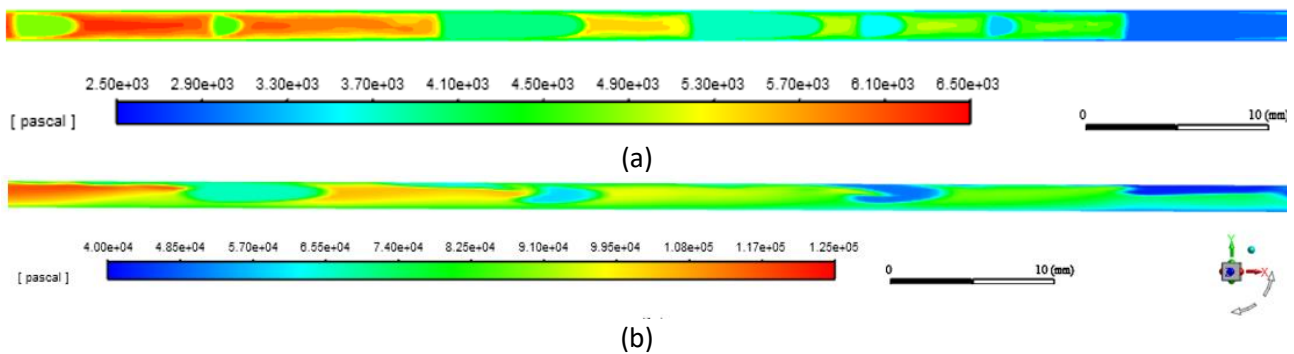 2.50e+03 2.90e+03 3.30e+03 3.70e+03 4.10e+03 4.50e+03 4.90e+03 5.30e+03 5.70e+03 6.10e+03 6.50e+03
[ pascal ]
0 10 (mm)
(a)
4.00e+04 4.85e+04 5.70e+04 6.55e+04 7.40e+04 8.25e+04 9.10e+04 9.95e+04 1.08e+05 1.17e+05 1.25e+05
[ pascal ]
0 10 (mm)
Y
X
(b)